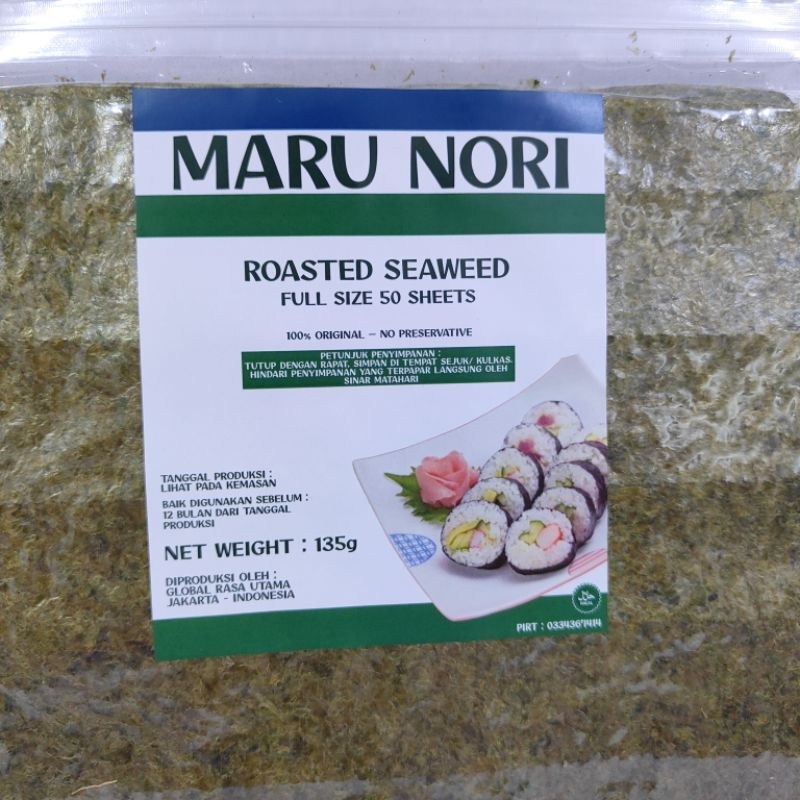 MARU NORI
ROASTED SEAWEED
FULL SIZE 50 SHEETS
100% ORIGINAL – NO PRESERVATIVE
PETUNJUK PENYIMPANAN :
TUTUP DENGAN RAPAT, SIMPAN DI TEMPAT SEJUK/ KULKAS.
HINDARI PENYIMPANAN YANG TERPAPAR LANGSUNG OLEH
SINAR MATAHARI
TANGGAL PRODUKSI :
LIHAT PADA KEMASAN
BAIK DIGUNAKAN SEBELUM :
12 BULAN DARI TANGGAL
PRODUKSI
NET WEIGHT : 135g
DIPRODUKSI OLEH :
GLOBAL RASA UTAMA
JAKARTA - INDONESIA
PIRT : 0334367414